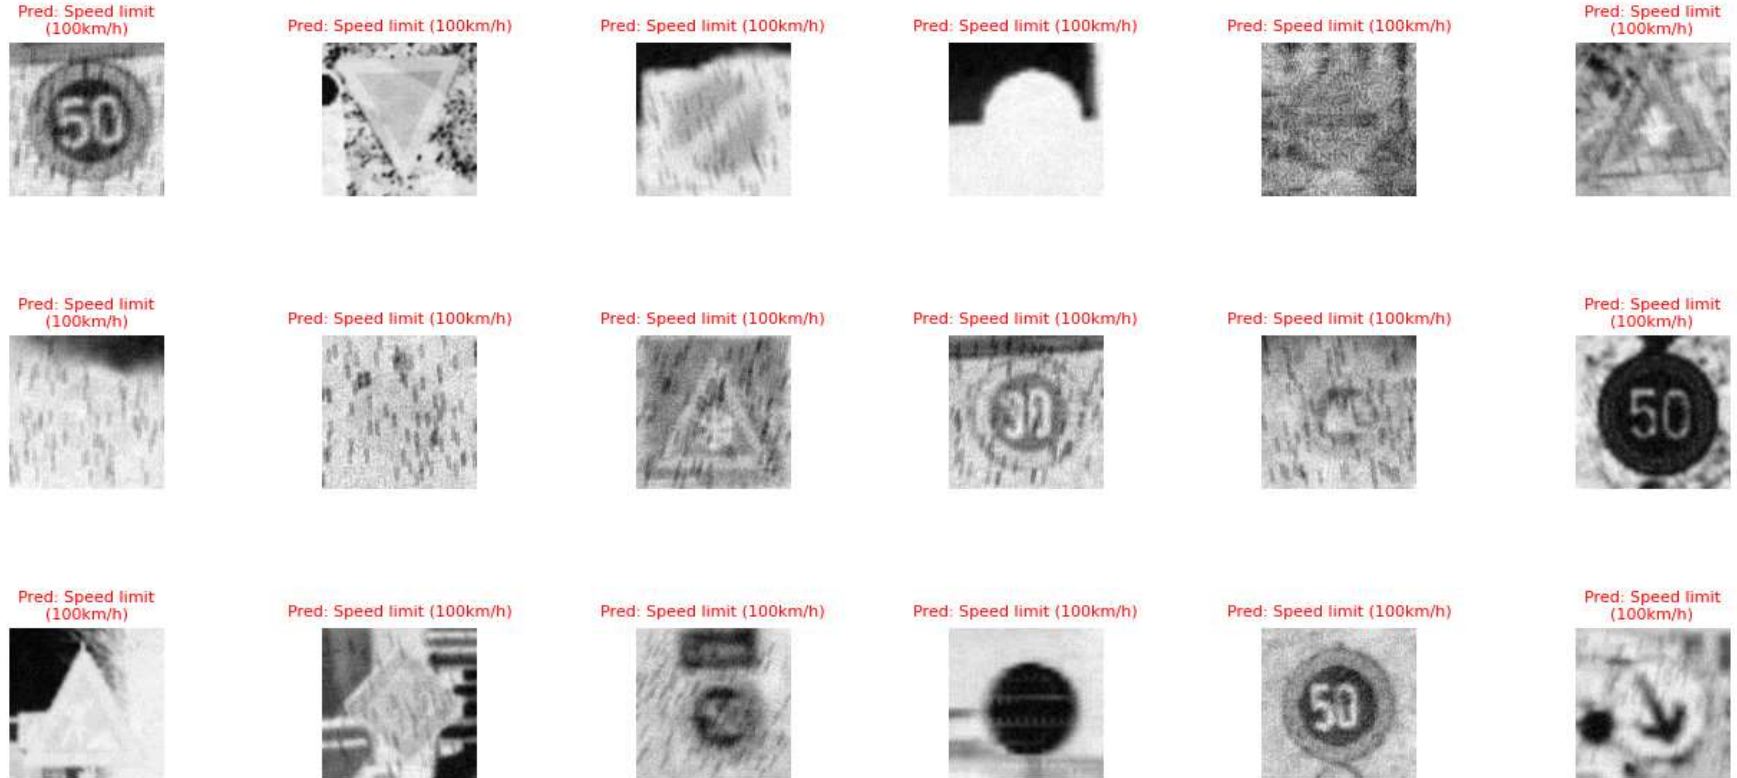 Pred: Speed limit
(100km/h)
Pred: Speed limit (100km/h)
Pred: Speed limit (100km/h)
Pred: Speed limit (100km/h)
Pred: Speed limit (100km/h)
Pred: Speed limit
(100km/h)
50
Pred: Speed limit
(100km/h)
Pred: Speed limit (100km/h)
Pred: Speed limit (100km/h)
Pred: Speed limit (100km/h)
Pred: Speed limit (100km/h)
Pred: Speed limit
(100km/h)
30
50
Pred: Speed limit
(100km/h)
Pred: Speed limit (100km/h)
Pred: Speed limit (100km/h)
Pred: Speed limit (100km/h)
Pred: Speed limit (100km/h)
Pred: Speed limit
(100km/h)
50